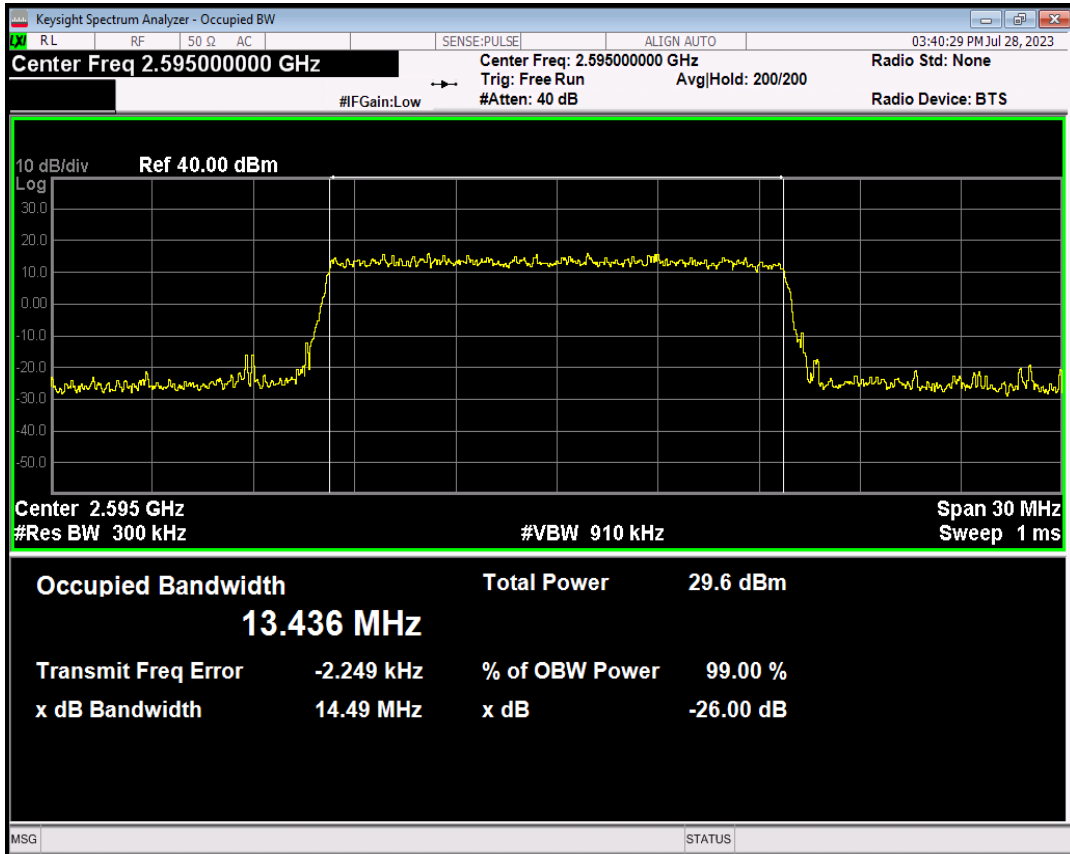 Keysight Spectrum Analyzer - Occupied BW
LXI RL RF 50 Ω AC SENSE:PULSE ALIGN AUTO 03:40:29 PM Jul 28, 2023
Center Freq 2.595000000 GHz Center Freq: 2.595000000 GHz Radio Std: None
Trig: Free Run Avg|Hold: 200/200
#IFGain:Low #Atten: 40 dB Radio Device: BTS
10 dB/div Ref 40.00 dBm
Log
30.0
20.0
10.0
0.00
-10.0
-20.0
-30.0
-40.0
-50.0
Center 2.595 GHz Span 30 MHz
#Res BW 300 kHz #VBW 910 kHz Sweep 1 ms
Occupied Bandwidth Total Power 29.6 dBm
13.436 MHz
Transmit Freq Error -2.249 kHz % of OBW Power 99.00 %
x dB Bandwidth 14.49 MHz x dB -26.00 dB
MSG STATUS